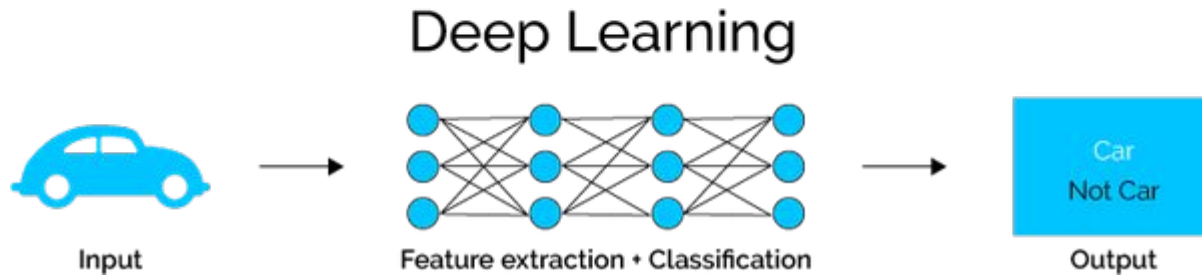 Deep Learning
Car
Not Car
Input
Feature extraction + Classification
Output